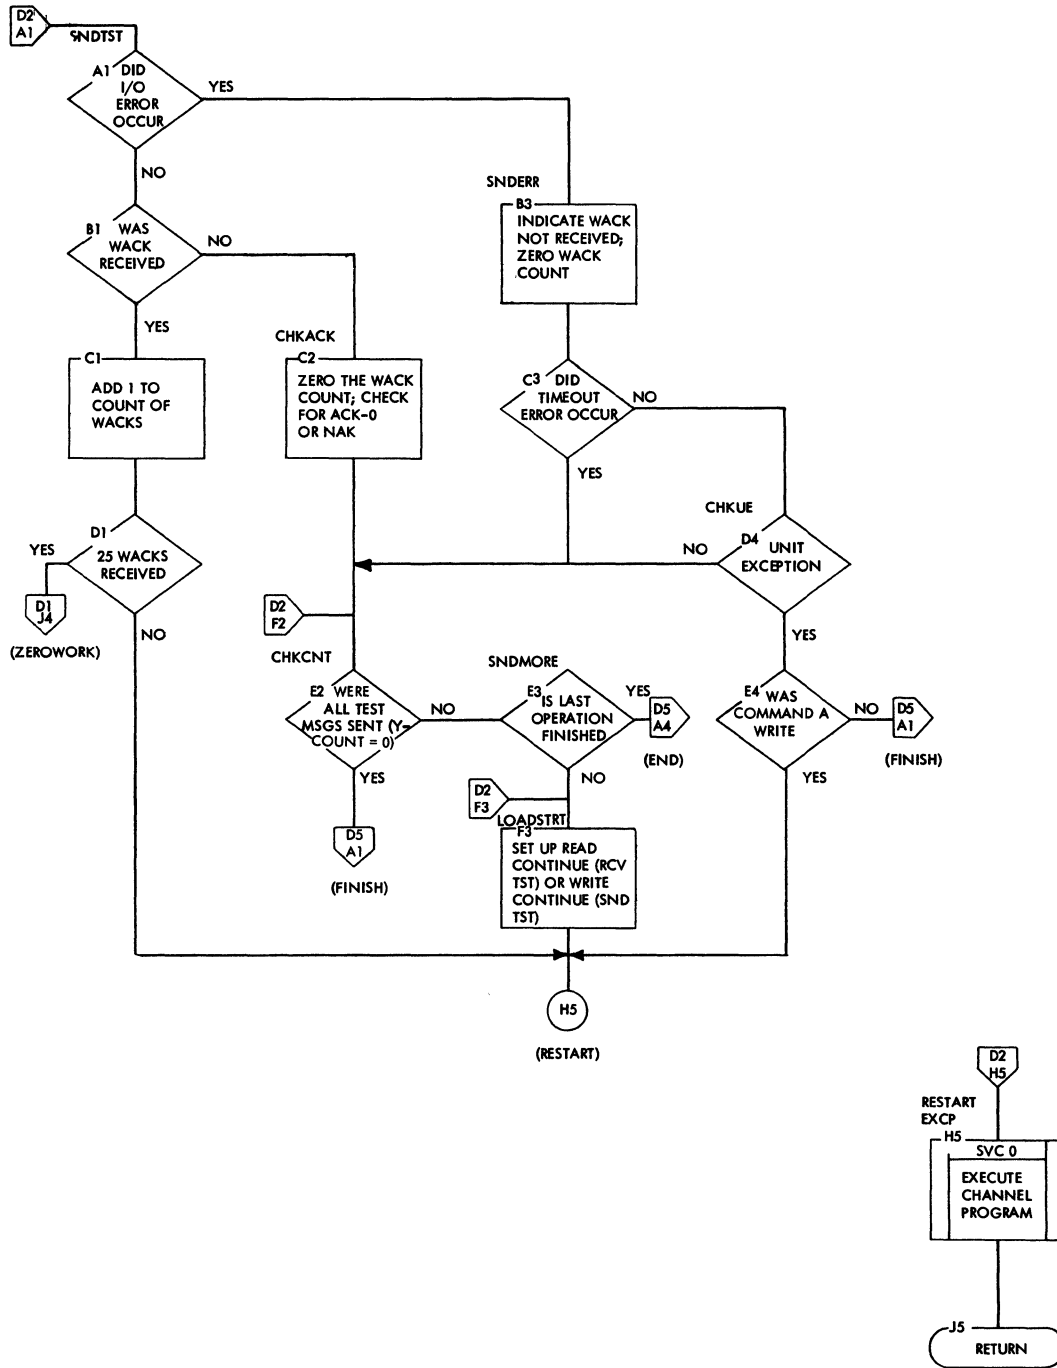 D2
A1
SNDTST
A1 DID
I/O
ERROR
OCCUR
YES
NO
SNDERR
B3
INDICATE WACK
NOT RECEIVED;
ZERO WACK
COUNT
B1 WAS
WACK
RECEIVED
NO
YES
CHKACK
C1
ADD 1 TO
COUNT OF
WACKS
C2
ZERO THE WACK
COUNT; CHECK
FOR ACK-0
OR NAK
C3 DID
TIMEOUT
ERROR OCCUR
NO
YES
CHKUE
D1
25 WACKS
RECEIVED
YES
D1
J4
(ZEROWORK)
NO
NO
D4 UNIT
EXCEPTION
YES
D2
F2
CHKCNT
E2 WERE
ALL TEST
MSGS SENT (Y-
COUNT = 0)
NO
YES
SNDMORE
E3 IS LAST
OPERATION
FINISHED
YES
D5
A4
(END)
NO
E4 WAS
COMMAND A
WRITE
NO
D5
A1
(FINISH)
YES
D5
A1
(FINISH)
D2
F3
LOADSTRT
F3
SET UP READ
CONTINUE (RCV
TST) OR WRITE
CONTINUE (SND
TST)
H5
(RESTART)
D2
H5
RESTART
EXCP
H5
SVC 0
EXECUTE
CHANNEL
PROGRAM
J5
RETURN